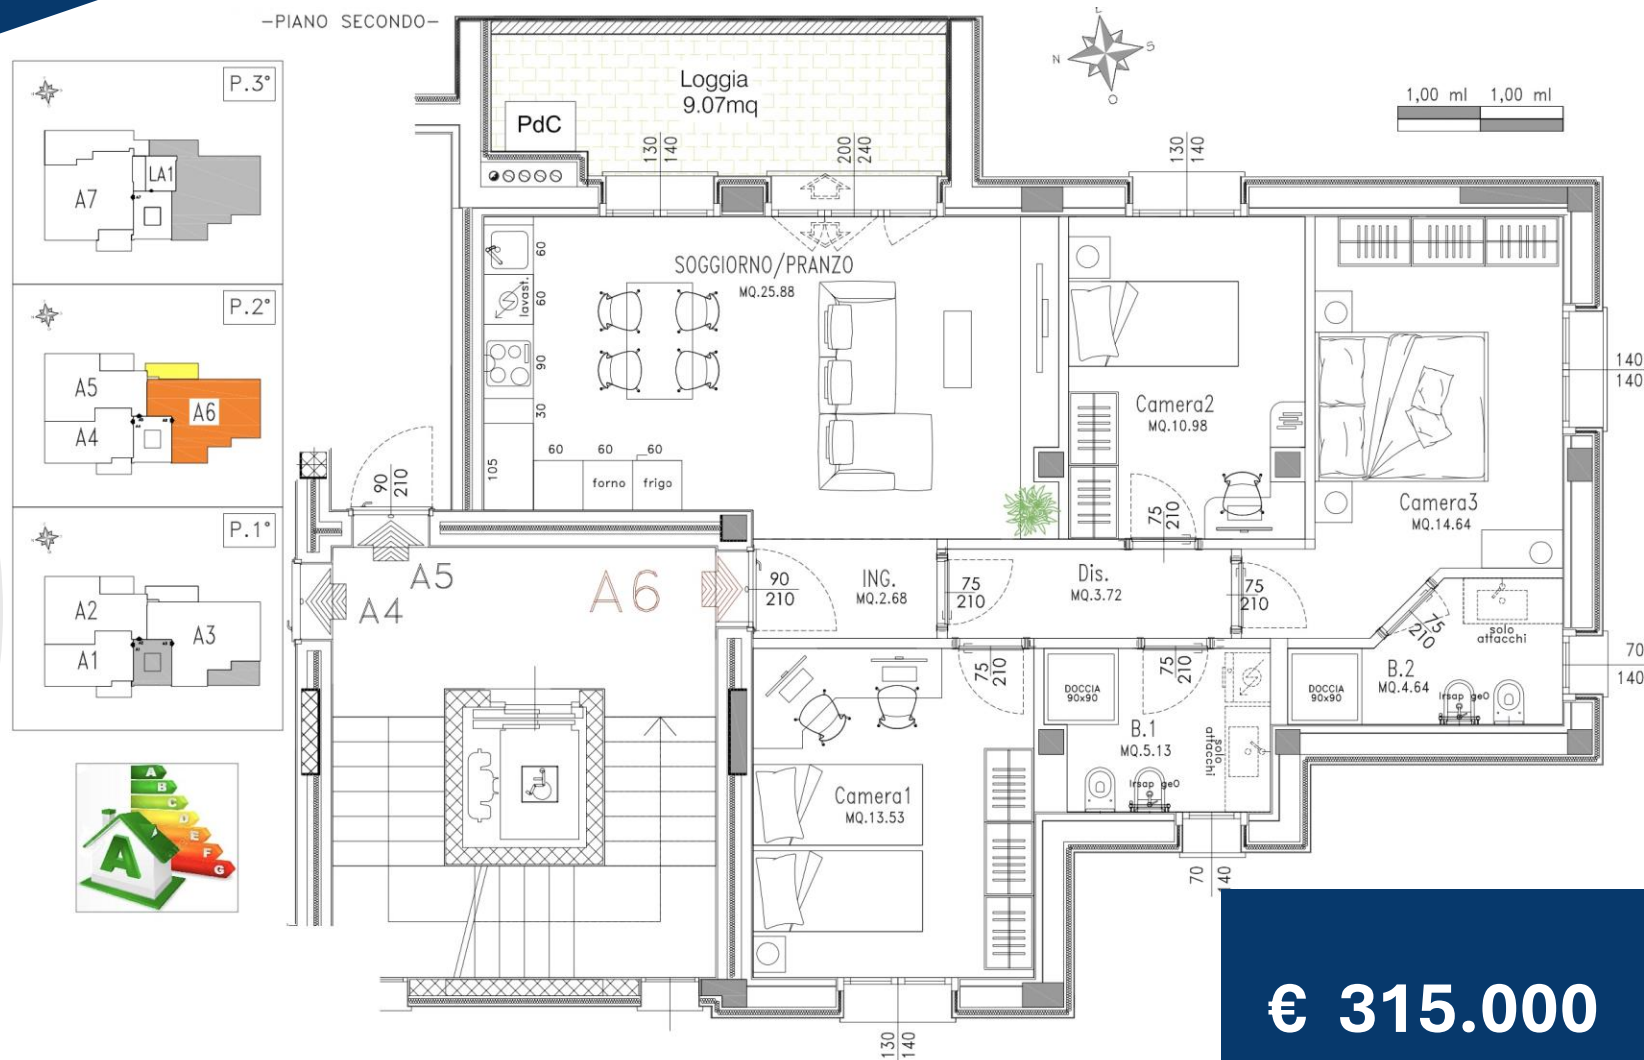 -PIANO SECONDO-
P.3°
A7
LA1
P.2°
A5
A4
A6
P.1°
A2
A1
A3
A
B
C
D
E
F
G
A
L
N
S
O
1,00 ml 1,00 ml
Loggia
9.07mq
PdC
130
140
200
240
130
140
SOGGIORNO/PRANZO
MQ.25.88
60
lavast.
60
90
30
105
60 60 60
forno frigo
Camera2
MQ.10.98
75
210
Camera3
MQ.14.64
140
140
90
210
A5
A4
A6
90
210
ING.
MQ.2.68
75
210
Dis.
MQ.3.72
75
210
75
210
solo
attacchi
B.2
MQ.4.64
DOCCIA
90x90
Irsap geO
70
140
75
210
75
210
DOCCIA
90x90
B.1
MQ.5.13
solo
attacchi
Irsap geO
Camera1
MQ.13.53
70
140
130
140
€ 315.000